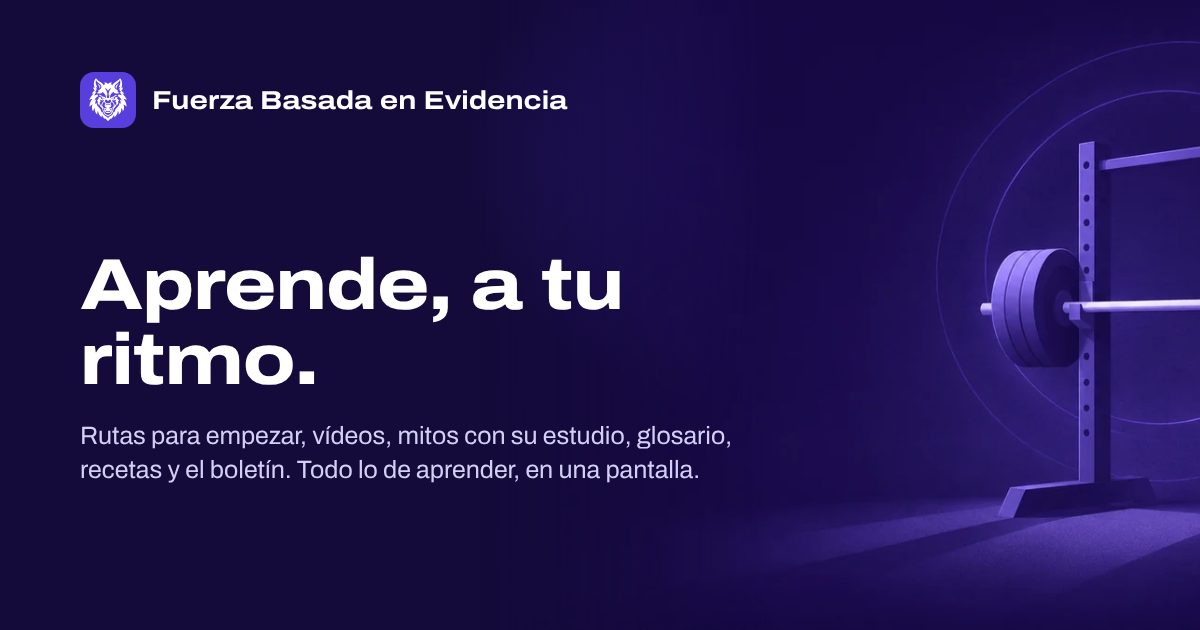 Fuerza Basada en Evidencia
Aprende, a tu
ritmo.
Rutas para empezar, vídeos, mitos con su estudio, glosario,
recetas y el boletín. Todo lo de aprender, en una pantalla.